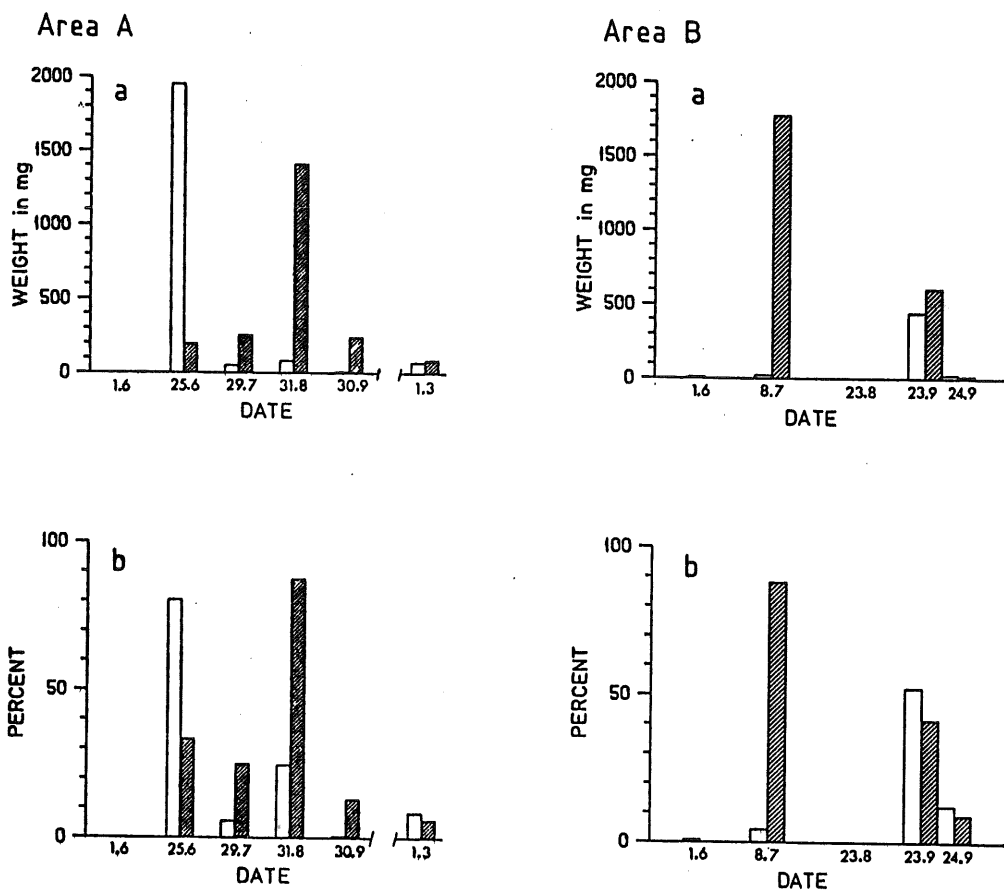 Area A
Area B
a
2000
1500
1000
500
0
WEIGHT in mg
1.6
25.6
29.7
31.8
30.9
1.3
DATE
a
2000
1500
1000
500
0
WEIGHT in mg
1.6
8.7
23.8
23.9
24.9
DATE
b
100
50
0
PERCENT
1.6
25.6
29.7
31.8
30.9
1.3
DATE
b
100
50
0
PERCENT
1.6
8.7
23.8
23.9
24.9
DATE